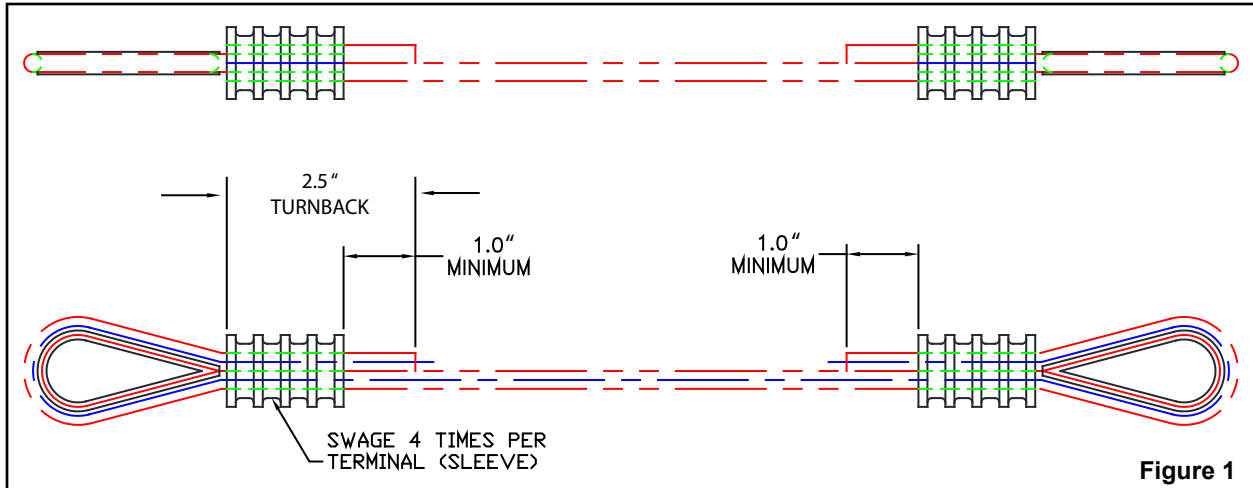 2.5"
TURNBACK
1.0"
MINIMUM
1.0"
MINIMUM
SWAGE 4 TIMES PER
TERMINAL (SLEEVE)
Figure 1